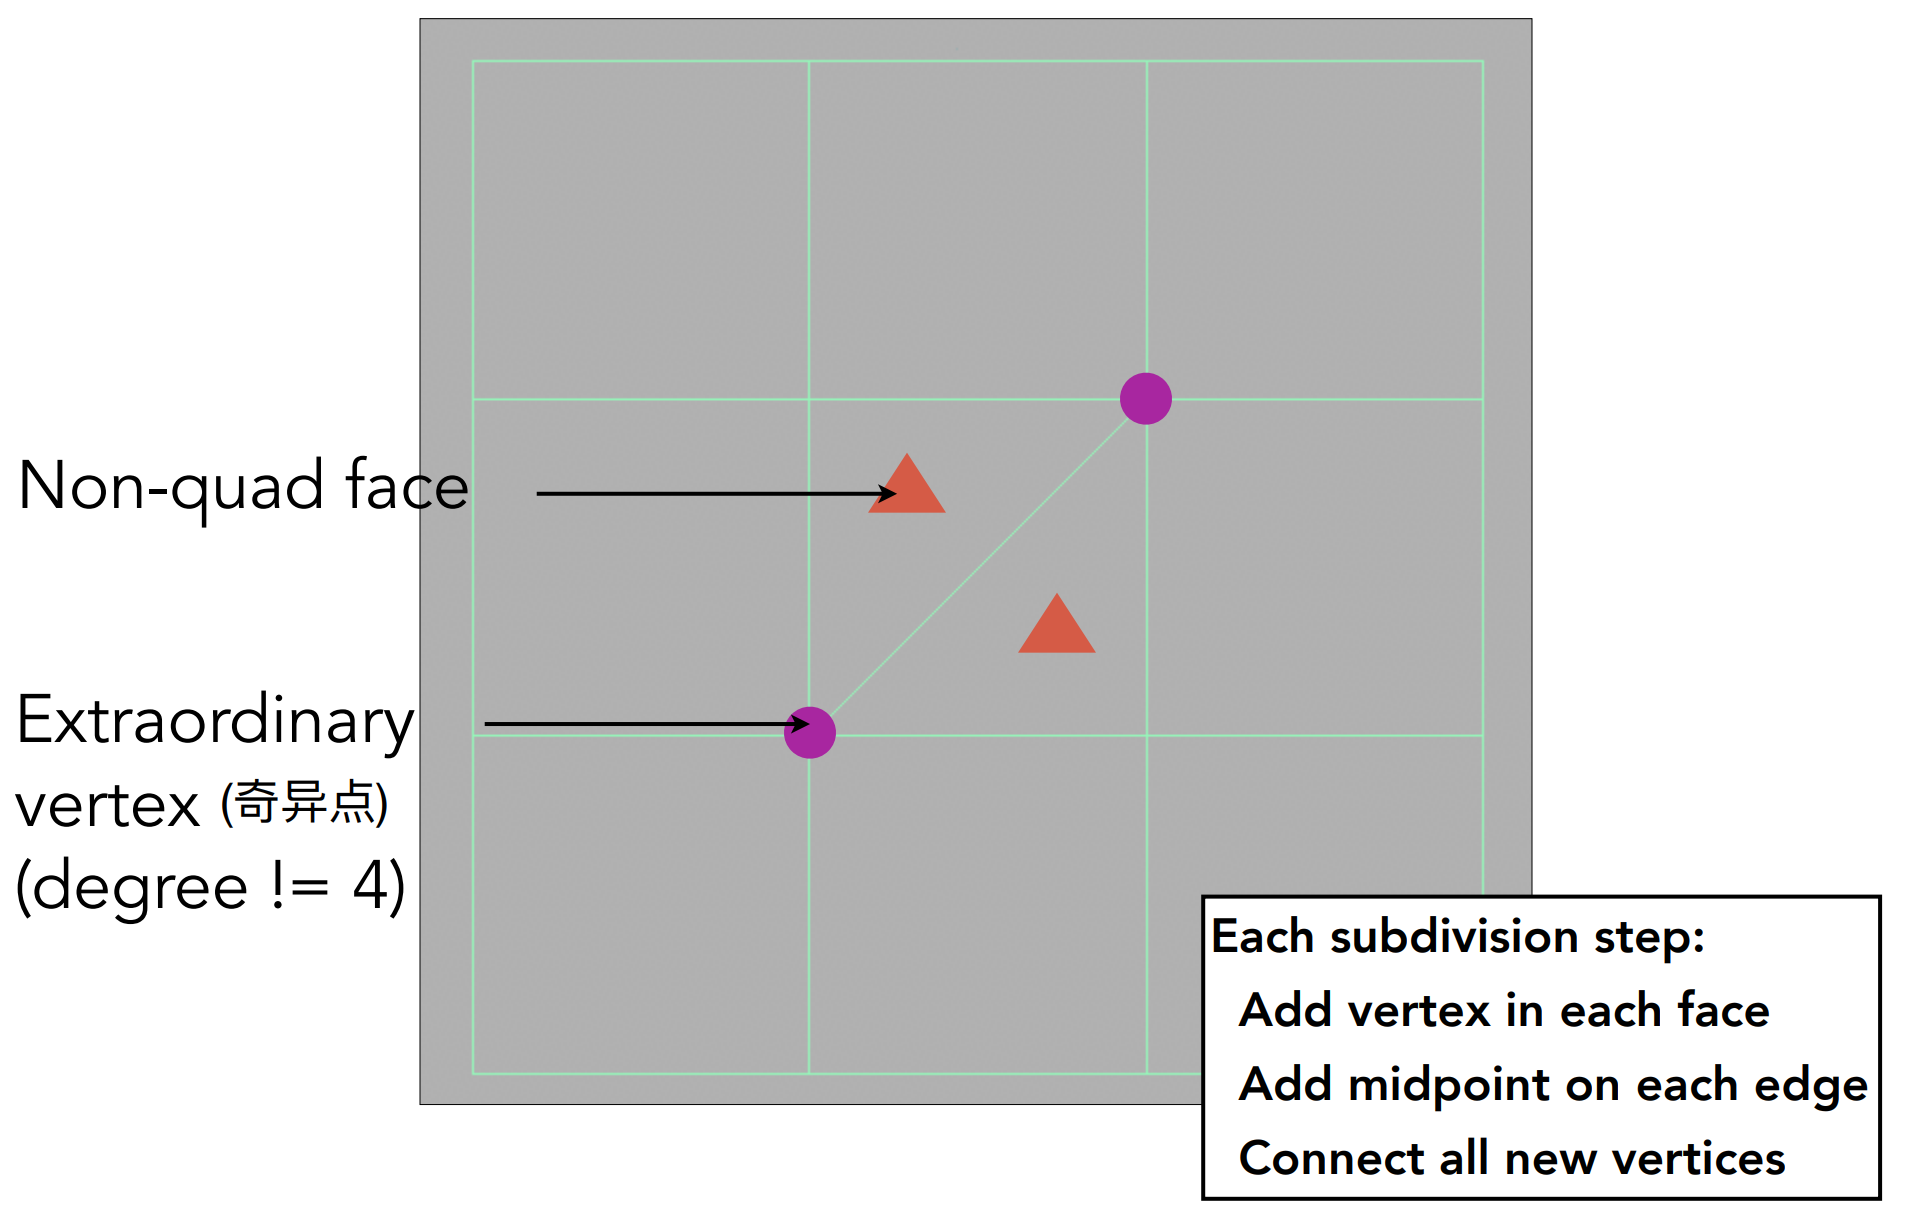 Non-quad face
Extraordinary
vertex (奇异点)
(degree != 4)
Each subdivision step:
Add vertex in each face
Add midpoint on each edge
Connect all new vertices